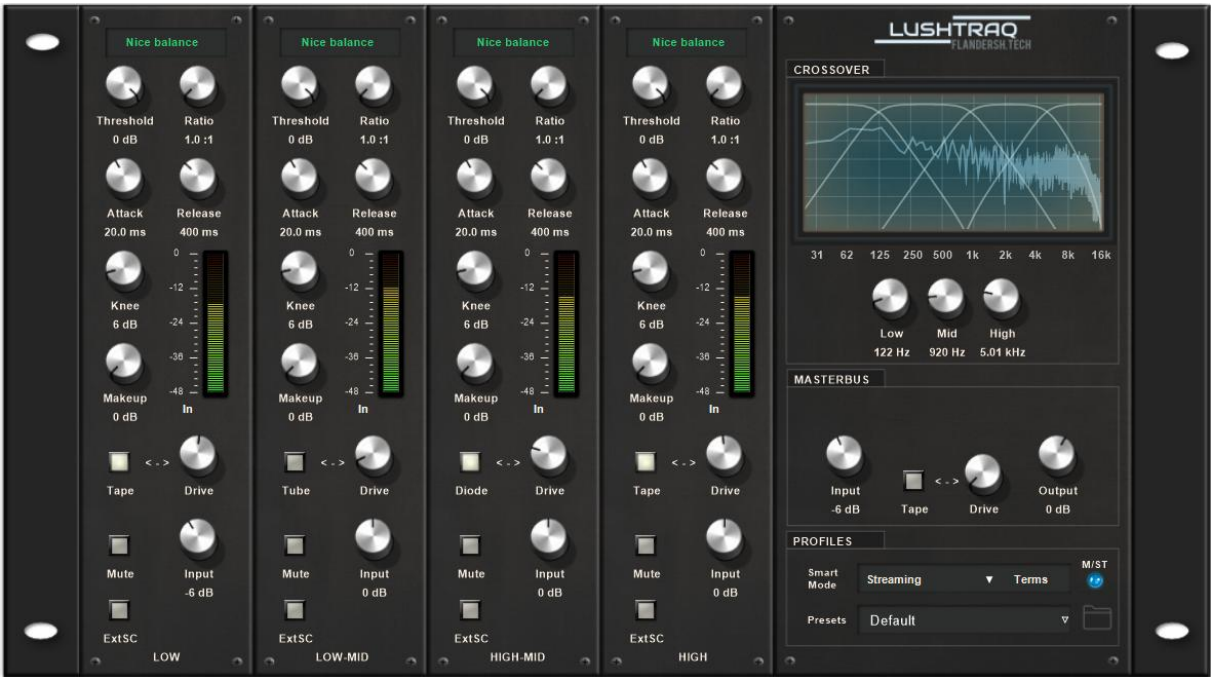 Nice balance
Threshold Ratio
0 dB 1.0 :1
Attack Release
20.0 ms 400 ms
Knee
6 dB
Makeup
0 dB
0
-12
-24
-36
-48
In
< - >
Tape Drive
Mute Input
-6 dB
ExtSC
LOW
Nice balance
Threshold Ratio
0 dB 1.0 :1
Attack Release
20.0 ms 400 ms
Knee
6 dB
Makeup
0 dB
0
-12
-24
-36
-48
In
< - >
Tube Drive
Mute Input
0 dB
ExtSC
LOW-MID
Nice balance
Threshold Ratio
0 dB 1.0 :1
Attack Release
20.0 ms 400 ms
Knee
6 dB
Makeup
0 dB
0
-12
-24
-36
-48
In
< - >
Diode Drive
Mute Input
0 dB
ExtSC
HIGH-MID
Nice balance
Threshold Ratio
0 dB 1.0 :1
Attack Release
20.0 ms 400 ms
Knee
6 dB
Makeup
0 dB
0
-12
-24
-36
-48
In
< - >
Tape Drive
Mute Input
0 dB
ExtSC
HIGH
LUSHTRAQ
FLANDERSH.TECH
CROSSOVER
31 62 125 250 500 1k 2k 4k 8k 16k
Low Mid High
122 Hz 920 Hz 5.01 kHz
MASTERBUS
< - >
Input Output
-6 dB Tape Drive 0 dB
PROFILES
M/ST
Smart Mode Streaming Terms
Presets Default